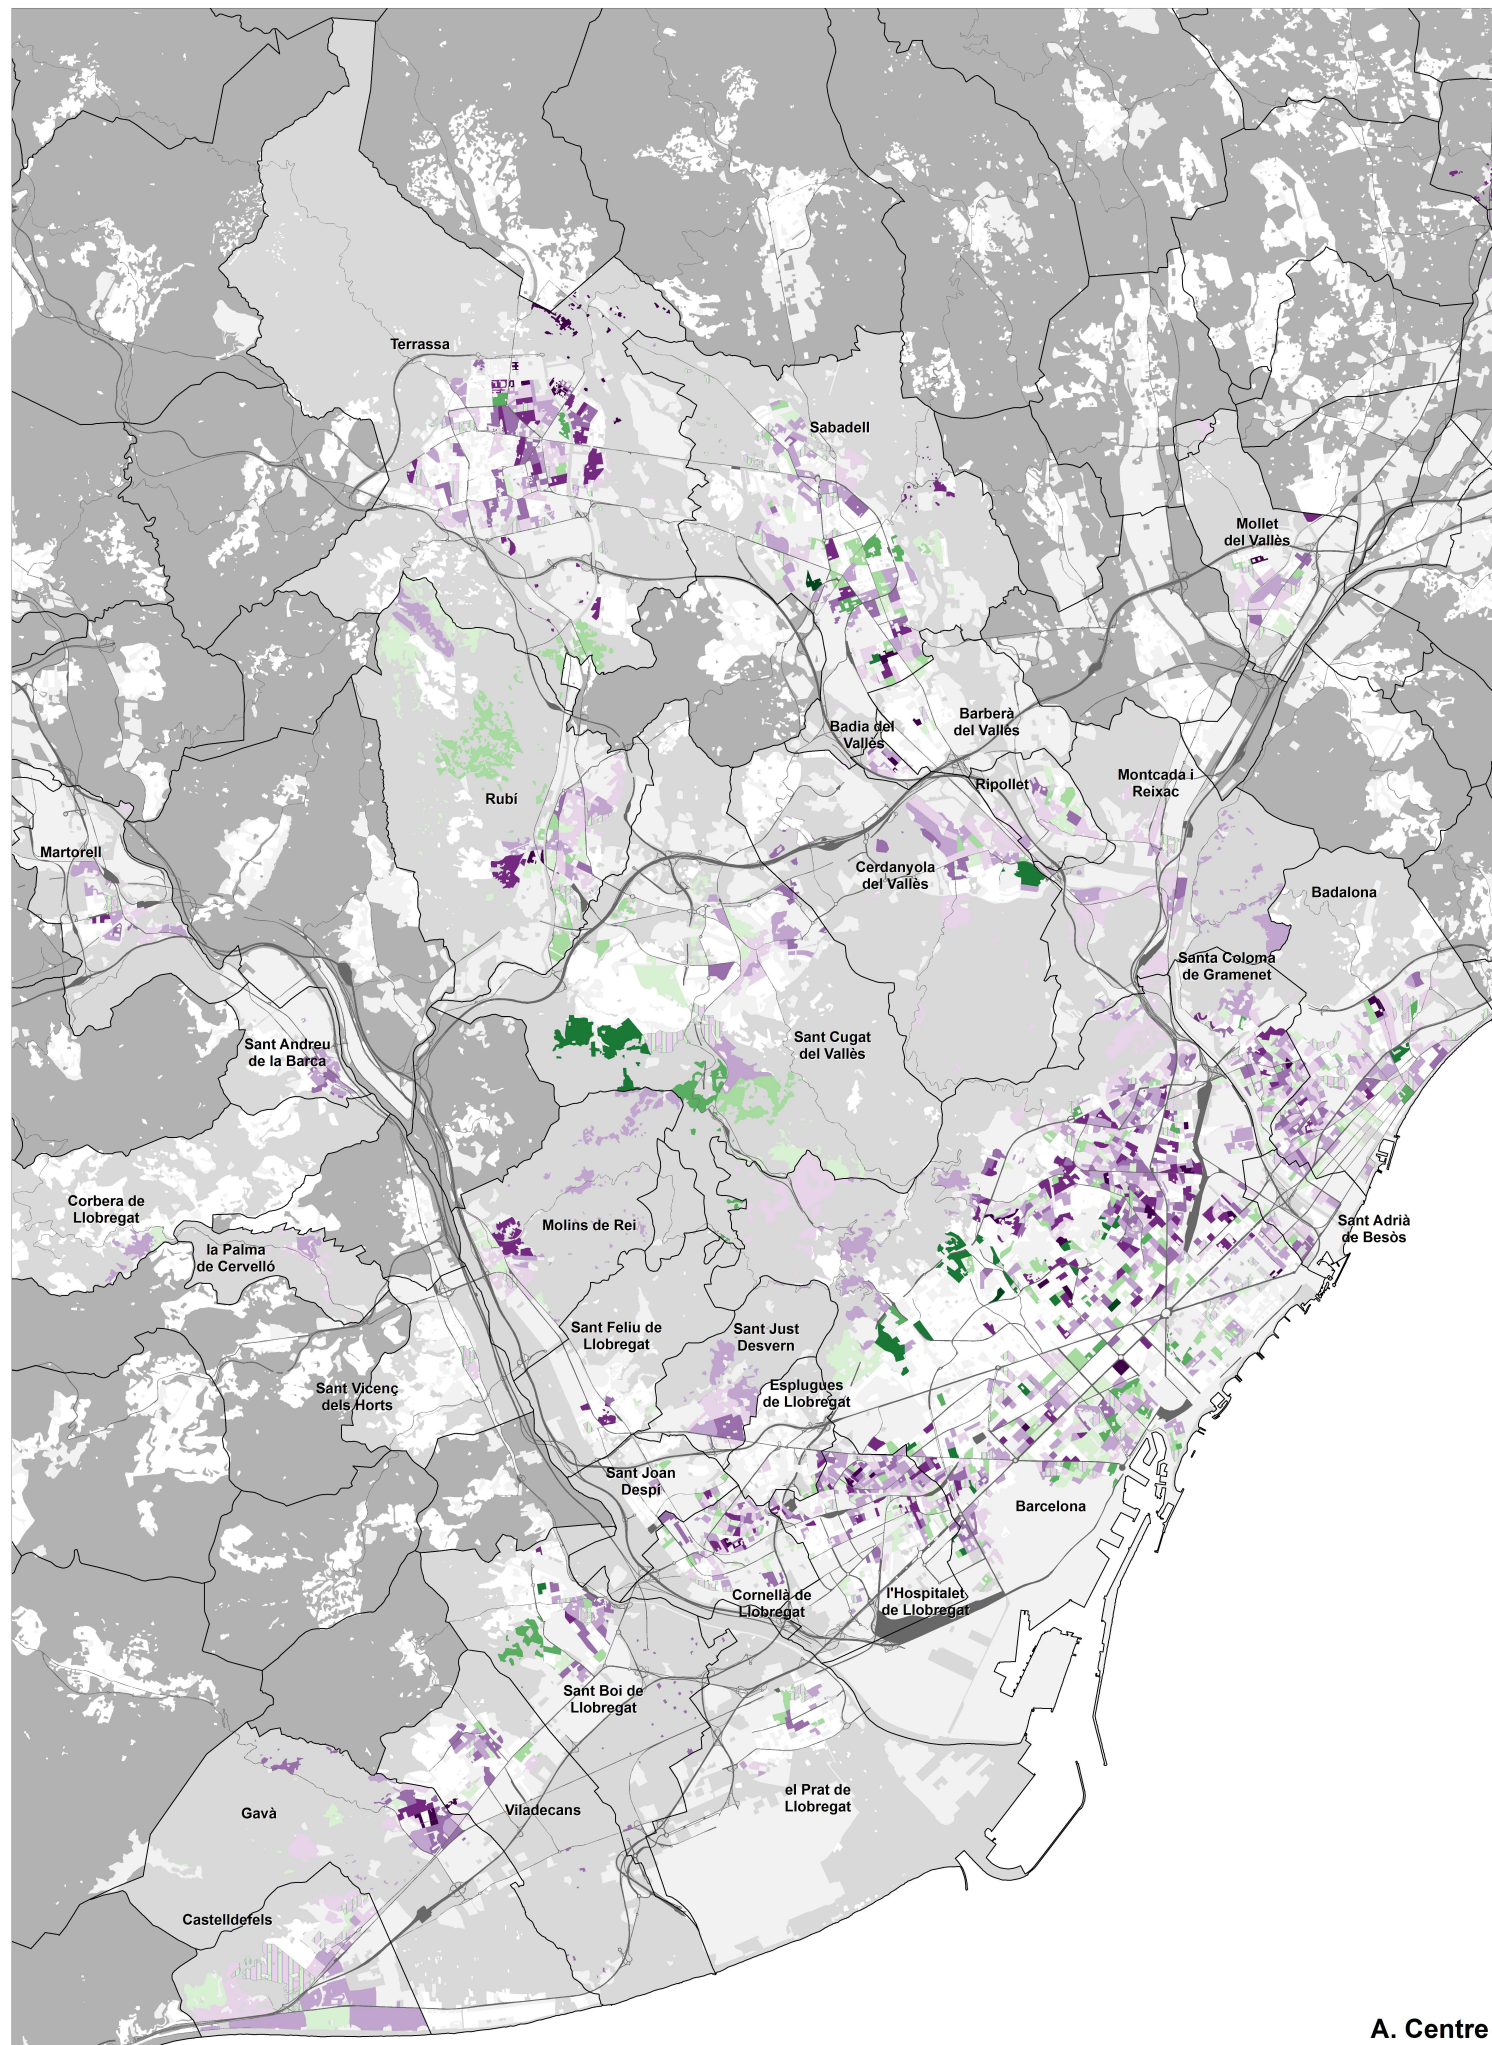 Terrassa
Sabadell
Mollet
del Vallès
Badia del
Vallès
Barberà
del Vallès
Ripollet
Montcada i
Reixac
Rubí
Martorell
Cerdanyola
del Vallès
Badalona
Santa Coloma
de Gramenet
Sant Andreu
de la Barca
Sant Cugat
del Vallès
Corbera de
Llobregat
la Palma
de Cervelló
Molins de Rei
Sant Adrià
de Besòs
Sant Feliu de
Llobregat
Sant Just
Desvern
Sant Vicenç
dels Horts
Esplugues
de Llobregat
Sant Joan
Despí
Barcelona
Cornellà de
Llobregat
l'Hospitalet
de Llobregat
Sant Boi de
Llobregat
el Prat de
Llobregat
Gavà
Viladecans
Castelldefels
A. Centre